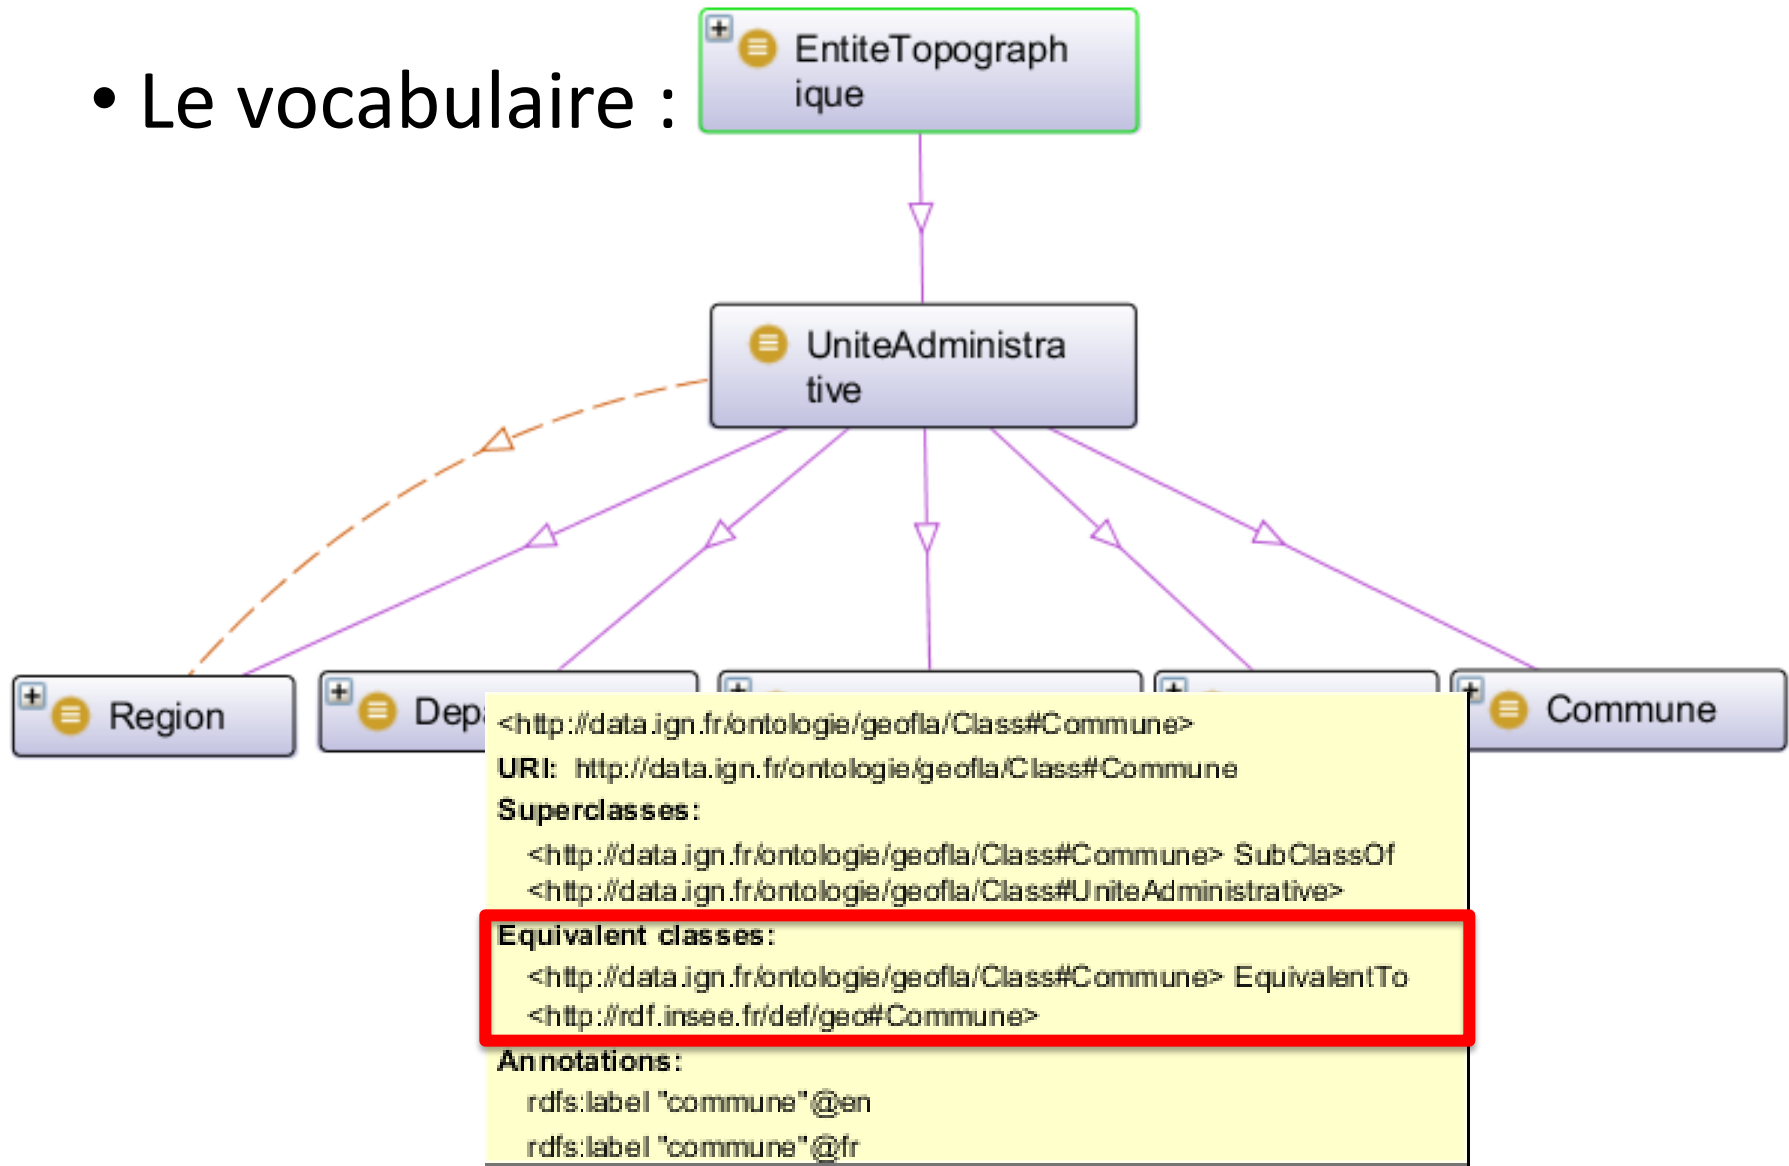 • Le vocabulaire :
EntiteTopograph
ique
UniteAdministra
tive
Region
Commune
<http://data.ign.fr/ontologie/geofla/Class#Commune>
URI: http://data.ign.fr/ontologie/geofla/Class#Commune
Superclasses:
<http://data.ign.fr/ontologie/geofla/Class#Commune> SubClassOf
<http://data.ign.fr/ontologie/geofla/Class#UniteAdministrative>
Equivalent classes:
<http://data.ign.fr/ontologie/geofla/Class#Commune> EquivalentTo
<http://rdf.insee.fr/def/geo#Commune>
Annotations:
rdfs:label "commune"@en
rdfs:label "commune"@fr